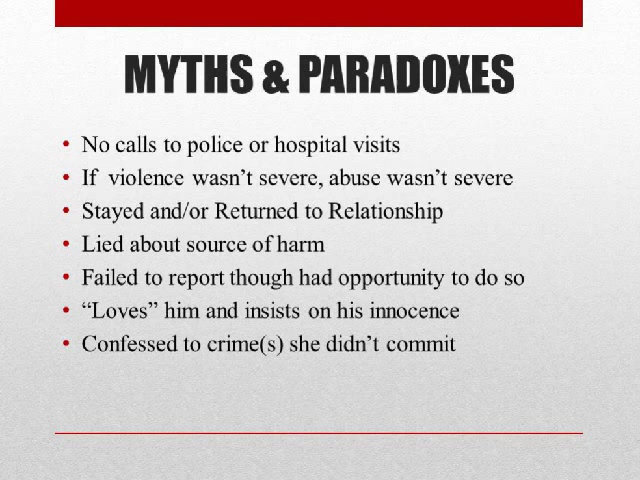 MYTHS & PARADOXES
• No calls to police or hospital visits
• If violence wasn’t severe, abuse wasn’t severe
• Stayed and/or Returned to Relationship
• Lied about source of harm
• Failed to report though had opportunity to do so
• “Loves” him and insists on his innocence
• Confessed to crime(s) she didn’t commit